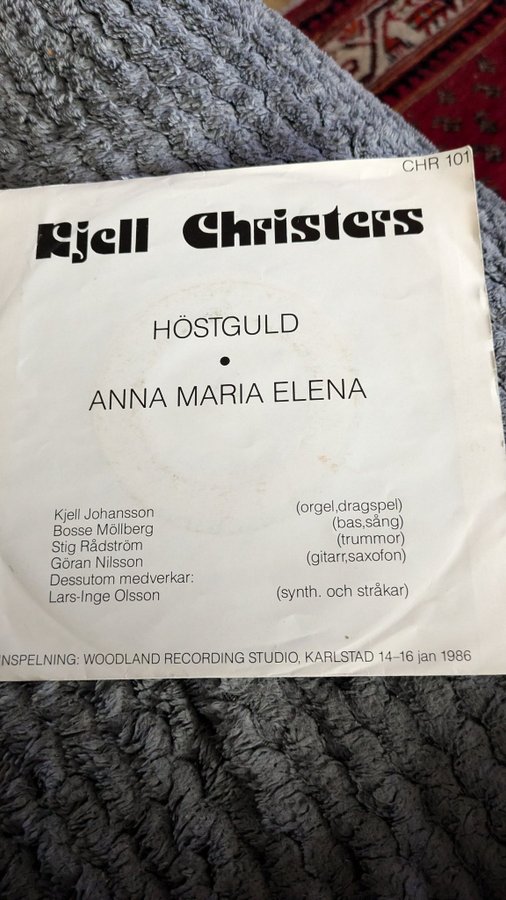 CHR 101
Kjell Christers
HÖSTGULD
•
ANNA MARIA ELENA
Kjell Johansson (orgel,dragspel)
Bosse Möllberg (bas,sång)
Stig Rådström (trummor)
Göran Nilsson (gitarr,saxofon)
Dessutom medverkar:
Lars-Inge Olsson (synth. och stråkar)
INSPELNING: WOODLAND RECORDING STUDIO, KARLSTAD 14–16 jan 1986